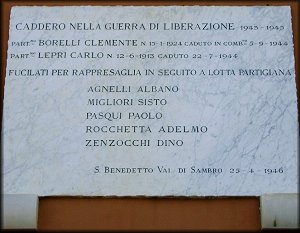 CADDERO NELLA GUERRA DI LIBERAZIONE 1943-1945
PART.NO BORELLI CLEMENTE N 15-1-1924 CADUTO IN COMB.NO 5-9-1944
PART.NO LEPRI CARLO N 12-6-1913 CADUTO 22-7-1944
FUCILATI PER RAPPRESAGLIA IN SEGUITO A LOTTA PARTIGIANA
AGNELLI ALBANO
MIGLIORI SISTO
PASQUI PAOLO
ROCCHETTA ADELMO
ZENZOCCHI DINO
S. BENEDETTO VAL DI SAMBRO 25-4-1946